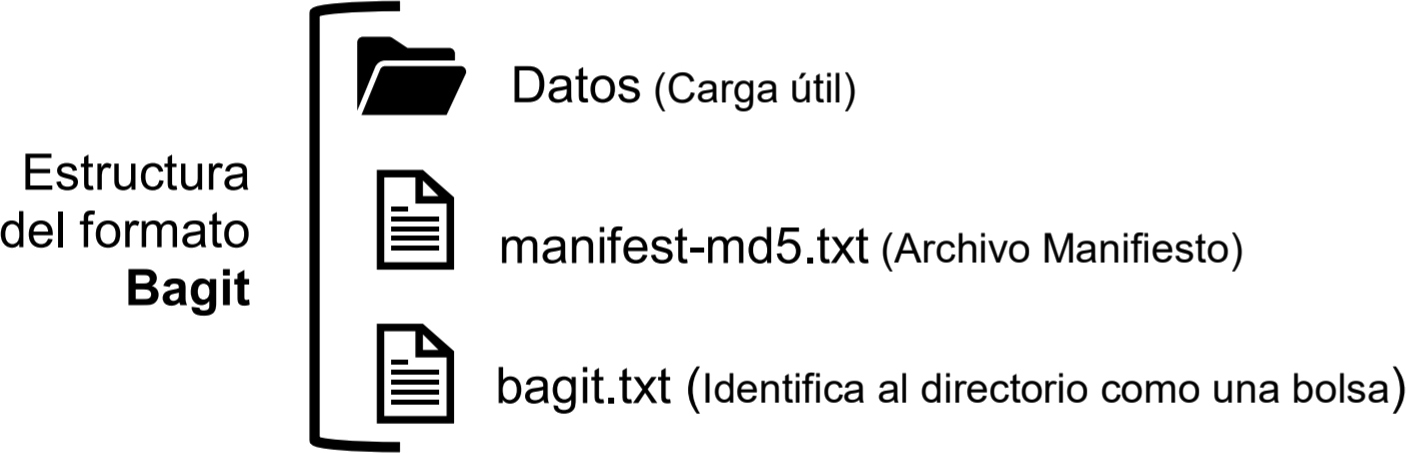 Estructura
del formato
Bagit
Datos (Carga útil)
manifest-md5.txt (Archivo Manifiesto)
bagit.txt (Identifica al directorio como una bolsa)